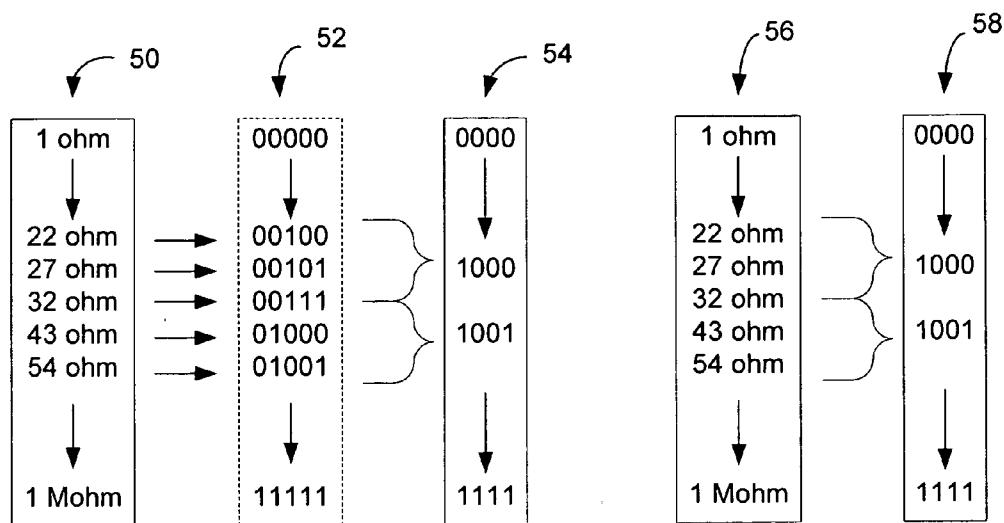 50
52
54
56
58
1 ohm 00000 0000 1 ohm 0000
22 ohm 00100 22 ohm
27 ohm 00101 1000 27 ohm 1000
32 ohm 00111 32 ohm
43 ohm 01000 1001 43 ohm 1001
54 ohm 01001 54 ohm
1 Mohm 11111 1111 1 Mohm 1111